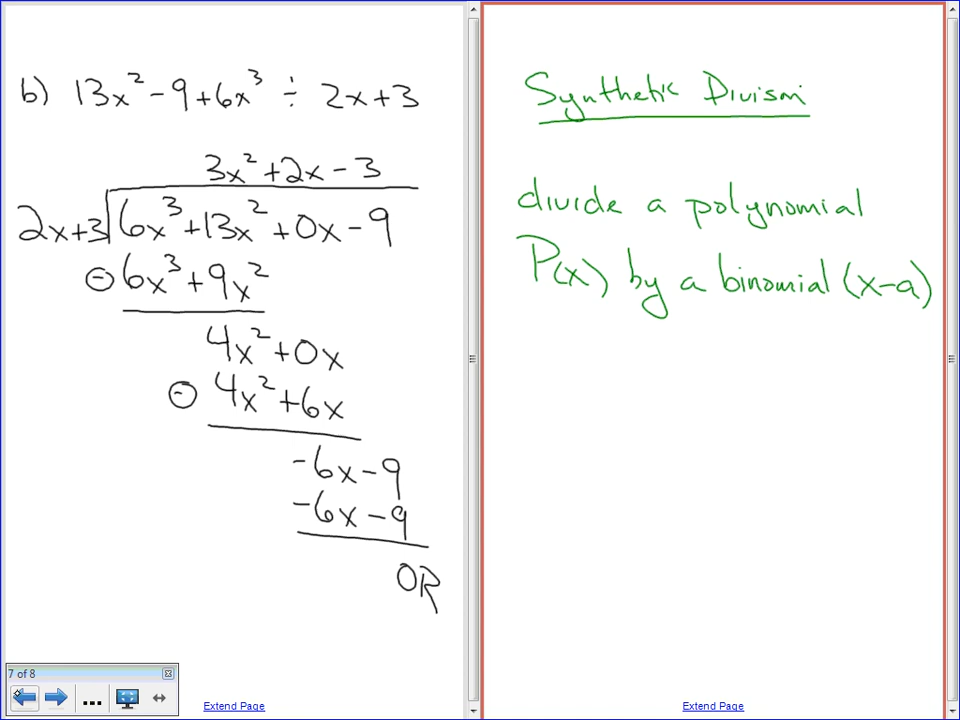 b) 13x² - 9 + 6x³ ÷ 2x + 3
3x² + 2x - 3
2x+3 6x³ + 13x² + 0x - 9
⊖ 6x³ + 9x²
4x² + 0x
⊖ 4x² + 6x
-6x - 9
-6x - 9
0R
Synthetic Division
divide a polynomial
P(x) by a binomial (x-a)
7 of 8
...
Extend Page
Extend Page